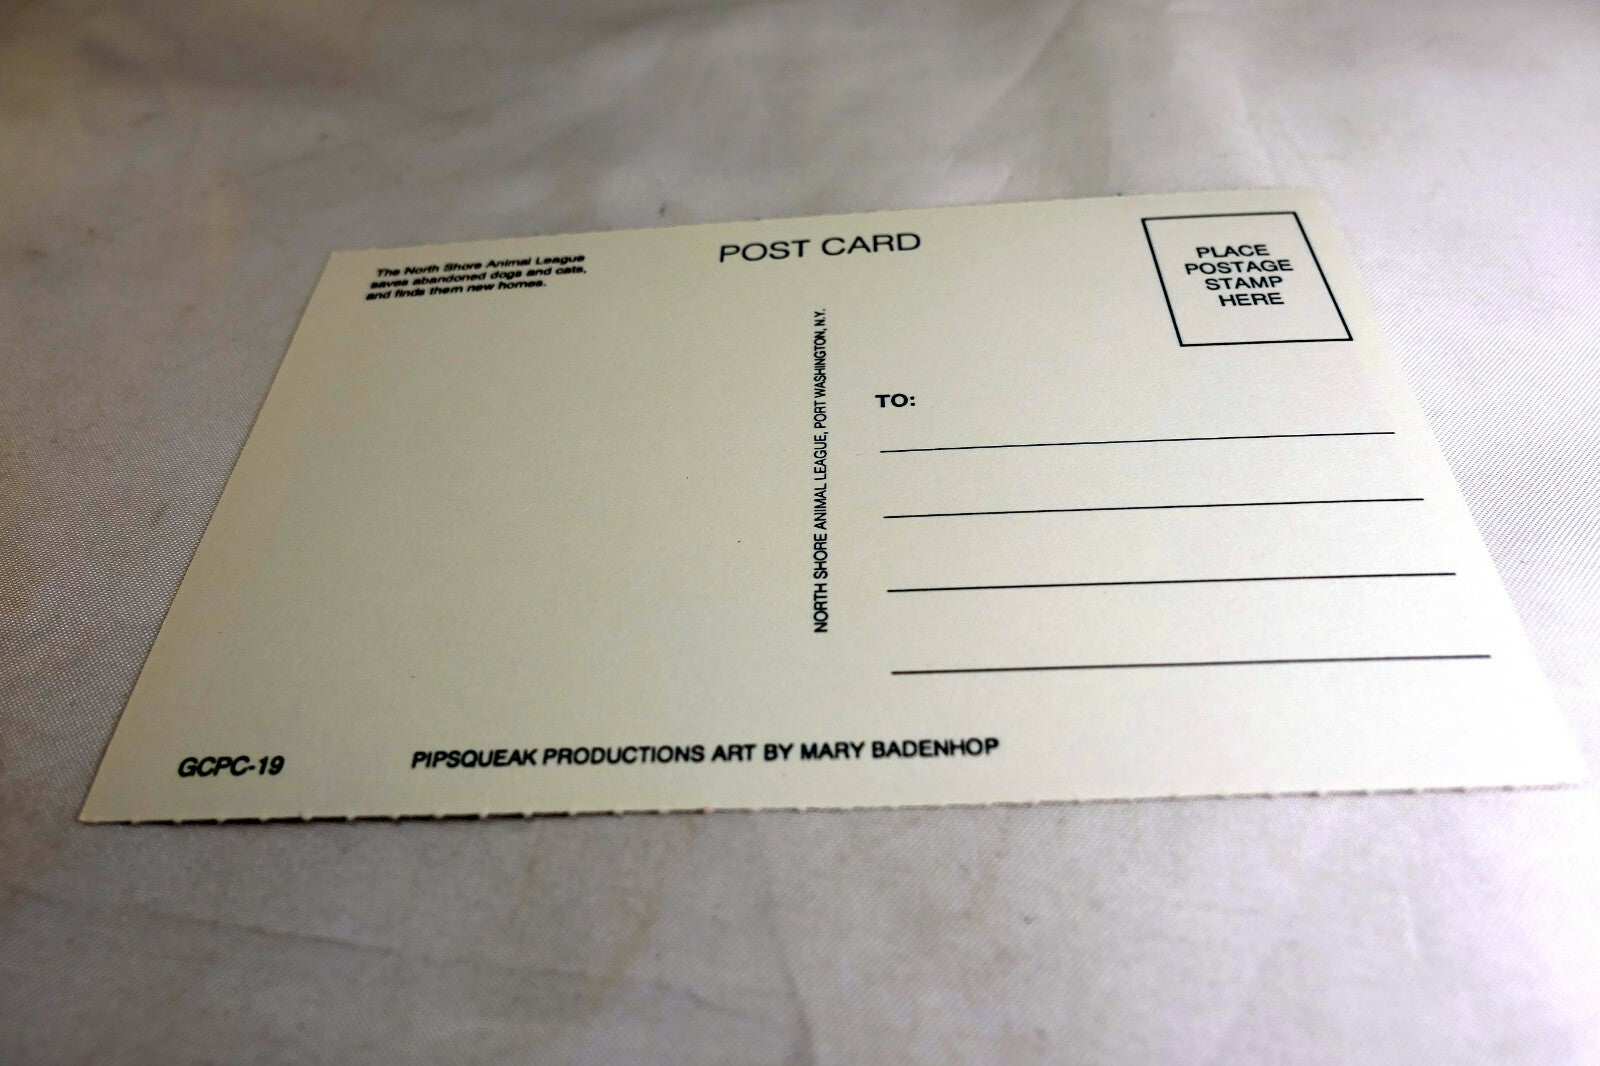 The North Shore Animal League
saves abandoned dogs and cats,
and finds them new homes.
POST CARD
PLACE
POSTAGE
STAMP
HERE
NORTH SHORE ANIMAL LEAGUE, PORT WASHINGTON, N.Y.
TO:
GCPC-19
PIPSQUEAK PRODUCTIONS ART BY MARY BADENHOP